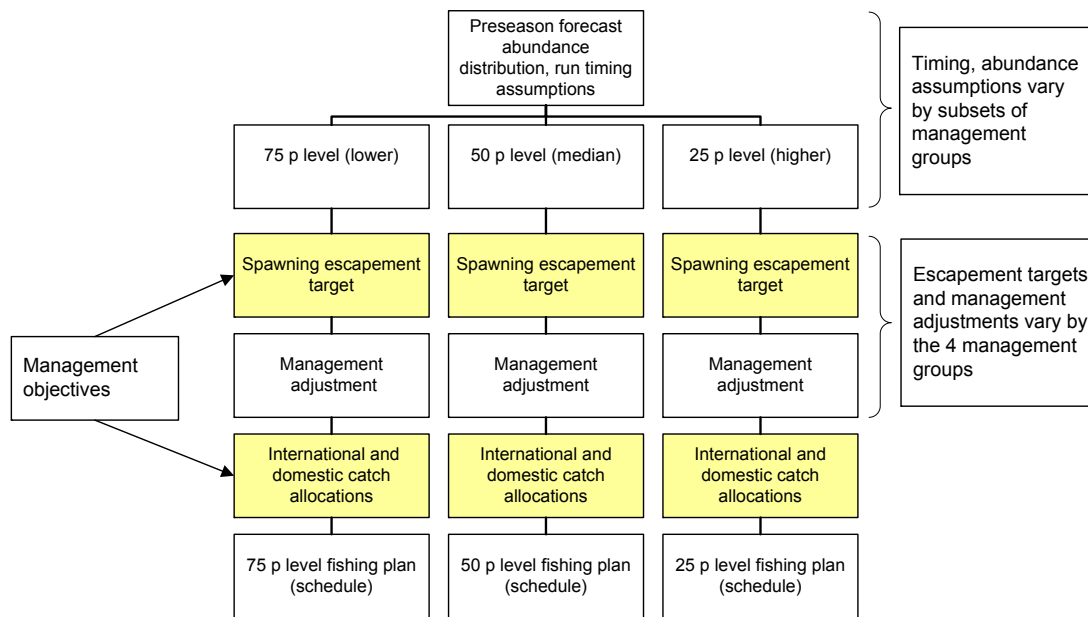 Preseason forecast
abundance
distribution, run timing
assumptions
Timing, abundance
assumptions vary
by subsets of
management
groups
75 p level (lower)
50 p level (median)
25 p level (higher)
Spawning escapement
target
Spawning escapement
target
Spawning escapement
target
Escapement targets
and management
adjustments vary by
the 4 management
groups
Management
objectives
Management
adjustment
Management
adjustment
Management
adjustment
International and
domestic catch
allocations
International and
domestic catch
allocations
International and
domestic catch
allocations
75 p level fishing plan
(schedule)
50 p level fishing plan
(schedule)
25 p level fishing plan
(schedule)